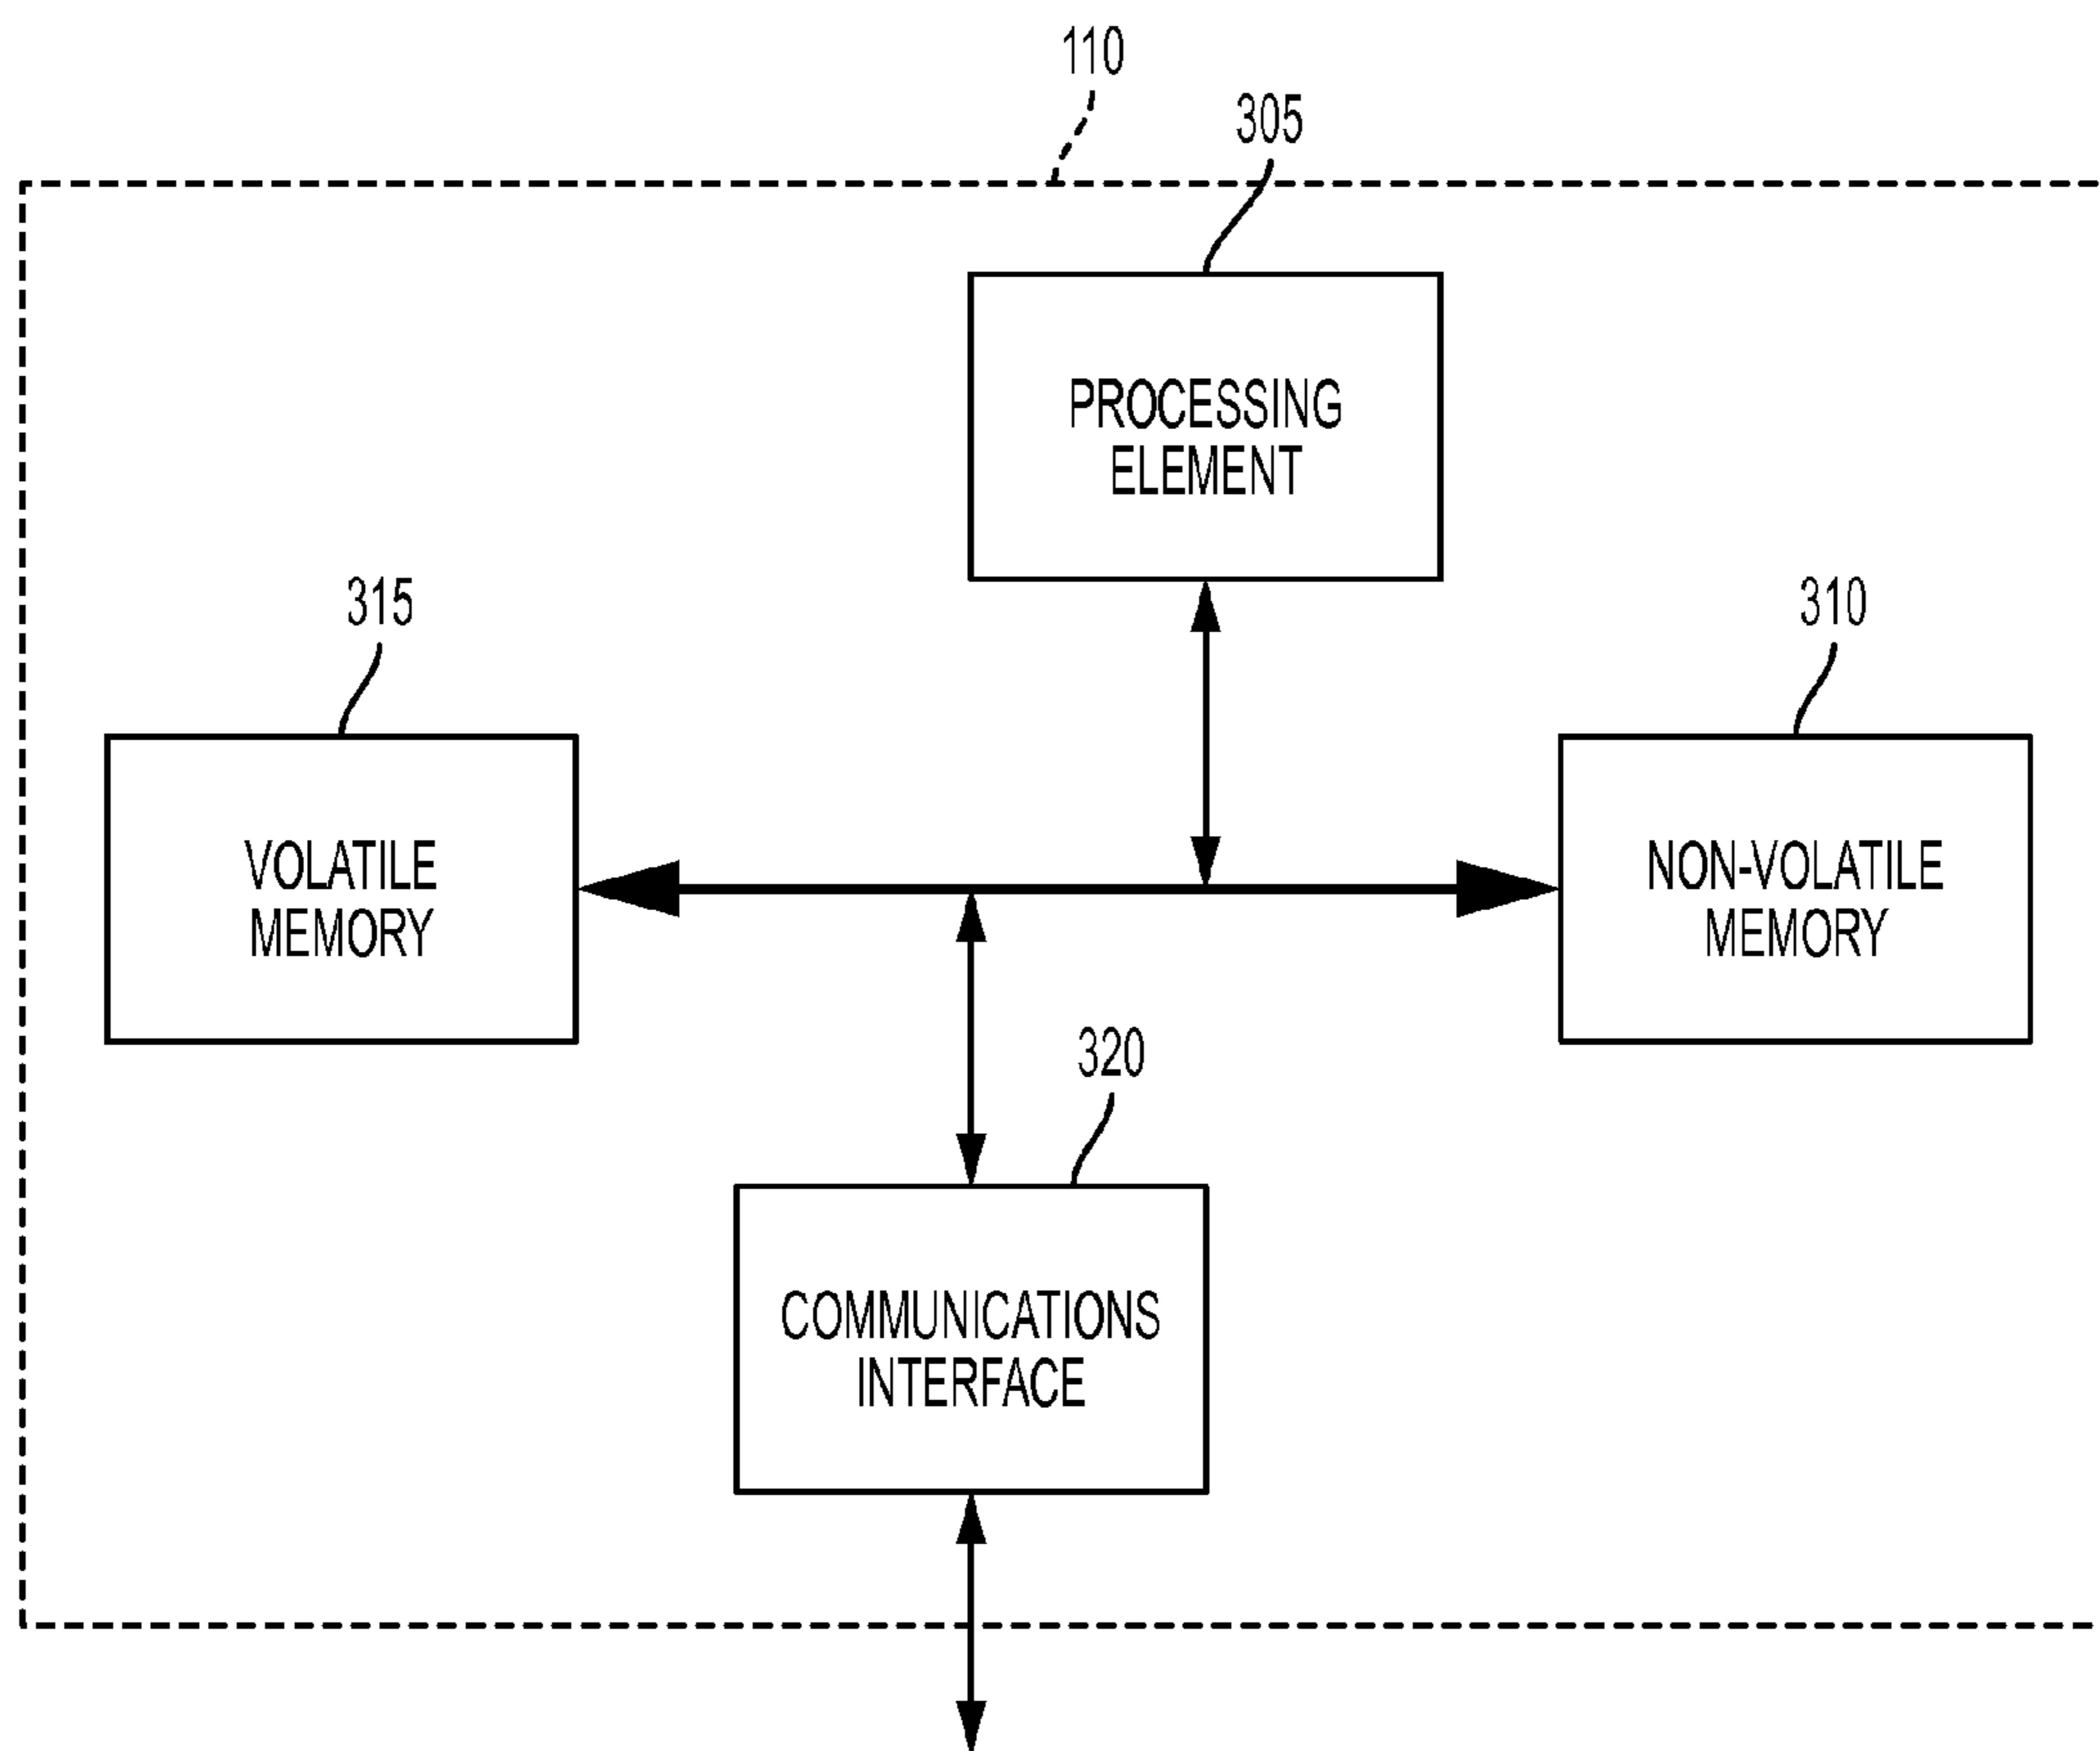 110
305
PROCESSING
ELEMENT
315
310
VOLATILE
MEMORY
NON-VOLATILE
MEMORY
320
COMMUNICATIONS
INTERFACE